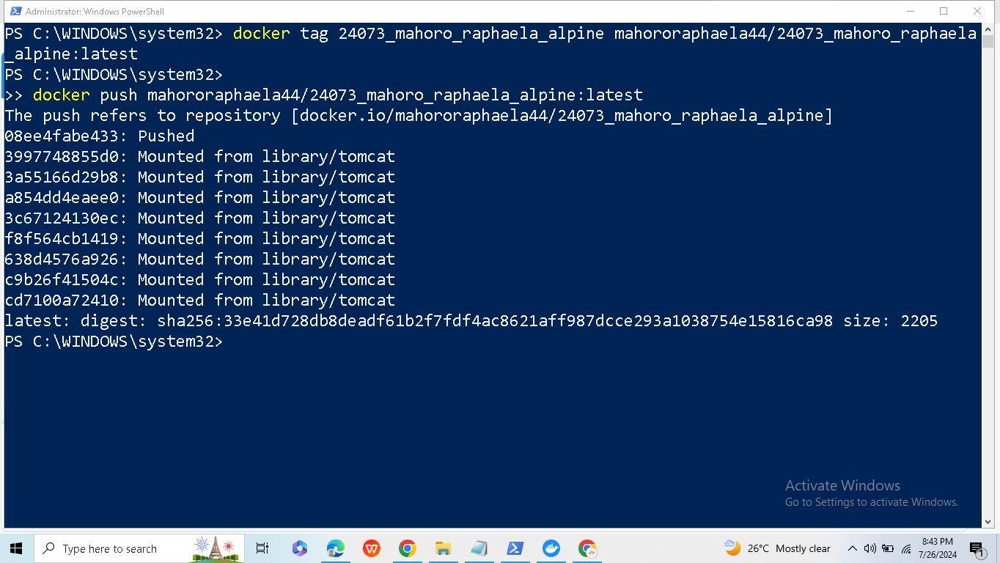 Administrator: Windows PowerShell
PS C:\WINDOWS\system32> docker tag 24073_mahoro_raphaela_alpine mahororaphaela44/24073_mahoro_raphaela
_alpine:latest
PS C:\WINDOWS\system32>
>> docker push mahororaphaela44/24073_mahoro_raphaela_alpine:latest
The push refers to repository [docker.io/mahororaphaela44/24073_mahoro_raphaela_alpine]
08ee4fabe433: Pushed
3997748855d0: Mounted from library/tomcat
3a55166d29b8: Mounted from library/tomcat
a854dd4eaee0: Mounted from library/tomcat
3c67124130ec: Mounted from library/tomcat
f8f564cb1419: Mounted from library/tomcat
638d4576a926: Mounted from library/tomcat
c9b26f41504c: Mounted from library/tomcat
cd7100a72410: Mounted from library/tomcat
latest: digest: sha256:33e41d728db8deadf61b2f7fdf4ac8621aff987dcce293a1038754e15816ca98 size: 2205
PS C:\WINDOWS\system32>
Activate Windows
Go to Settings to activate Windows.
Type here to search
26°C Mostly clear
8:43 PM
7/26/2024
1